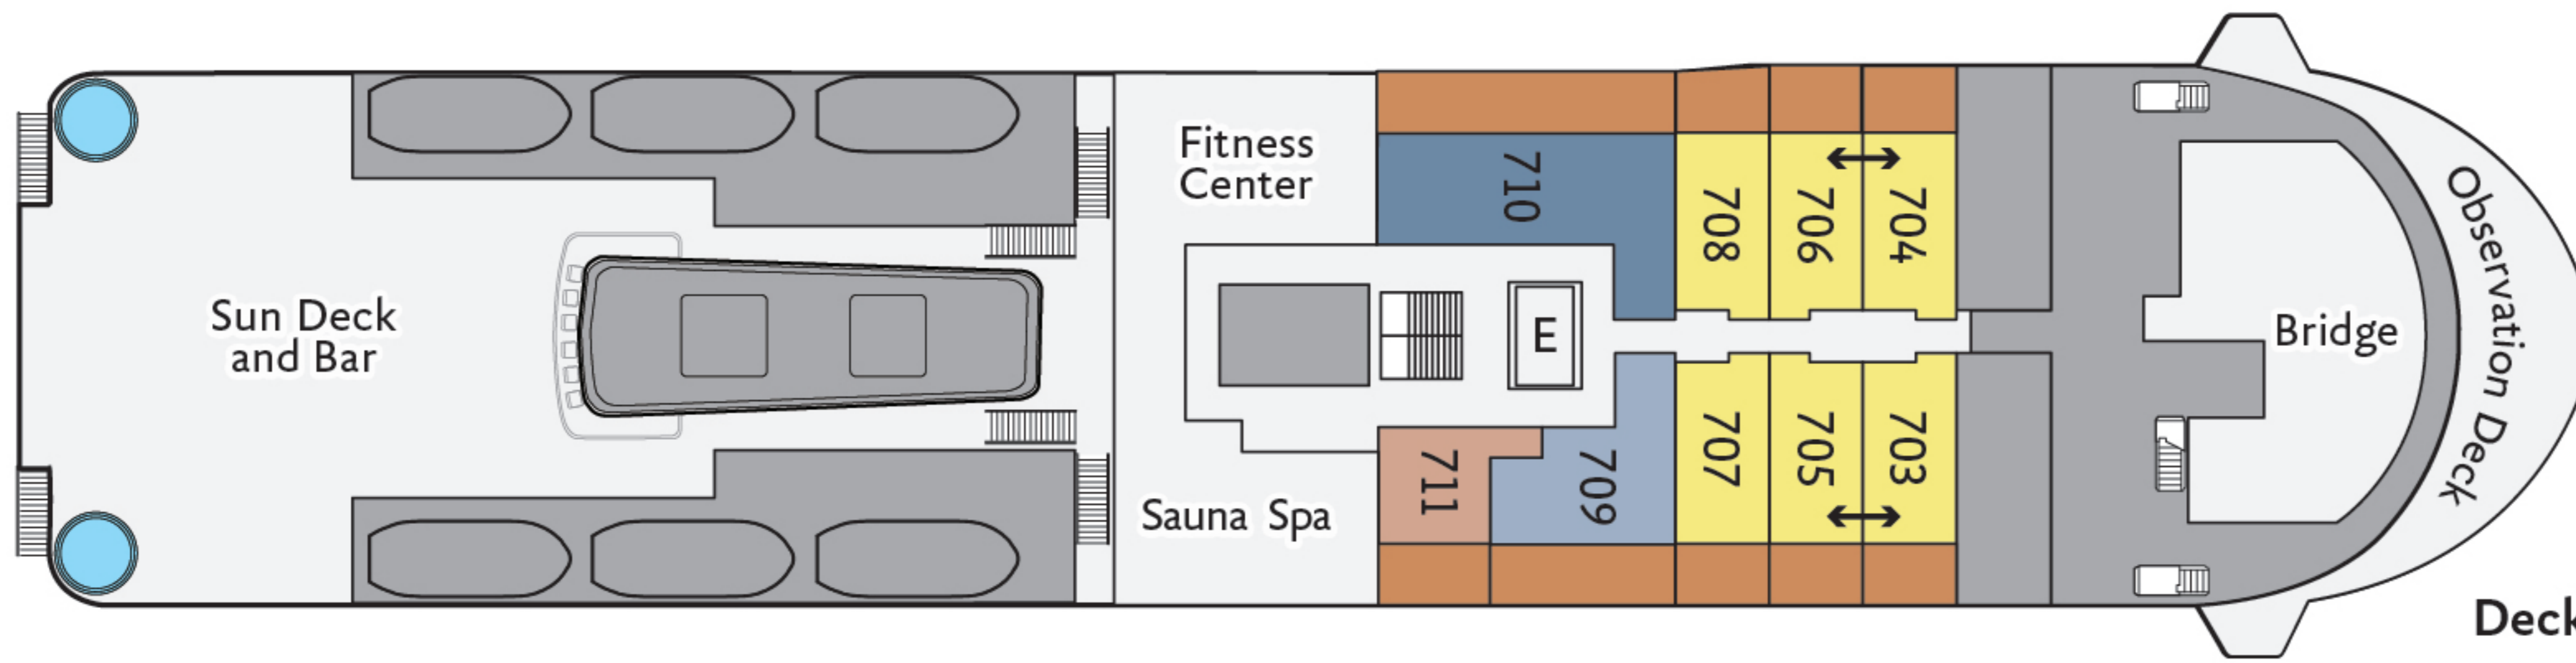 Sun Deck
and Bar
Fitness
Center
Sauna Spa
E
710
708
706
704
711
709
707
705
703
Bridge
Observation Deck
Deck